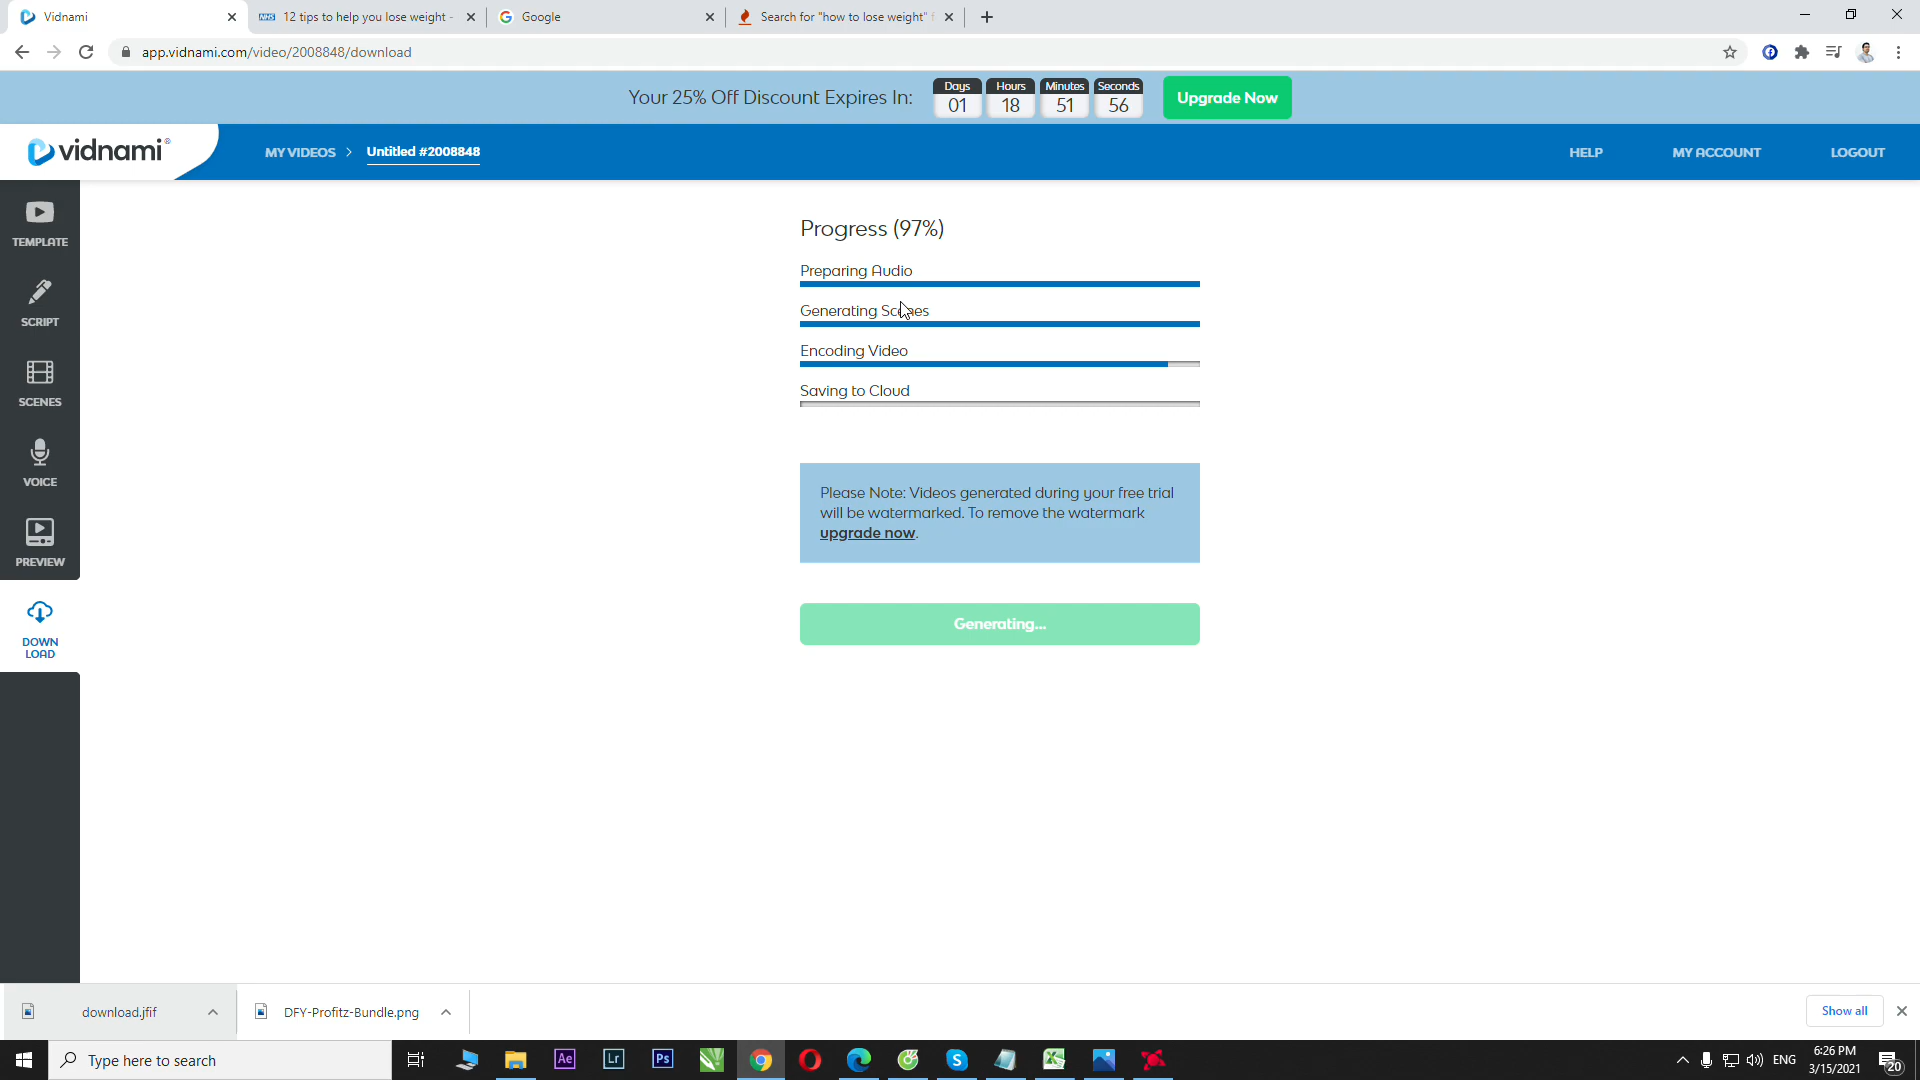 Vidnami
12 tips to help you lose weight -
Google
Search for "how to lose weight"
app.vidnami.com/video/2008848/download
Your 25% Off Discount Expires In:
Days
01
Hours
18
Minutes
51
Seconds
56
Upgrade Now
vidnami®
MY VIDEOS > Untitled #2008848
HELP
MY ACCOUNT
LOGOUT
TEMPLATE
SCRIPT
SCENES
VOICE
PREVIEW
DOWN
LOAD
Progress (97%)
Preparing Audio
Generating Scenes
Encoding Video
Saving to Cloud
Please Note: Videos generated during your free trial
will be watermarked. To remove the watermark
upgrade now.
Generating...
download.jfif
DFY-Profitz-Bundle.png
Show all
Type here to search
Ae
Lr
Ps
ENG
6:26 PM
3/15/2021
20